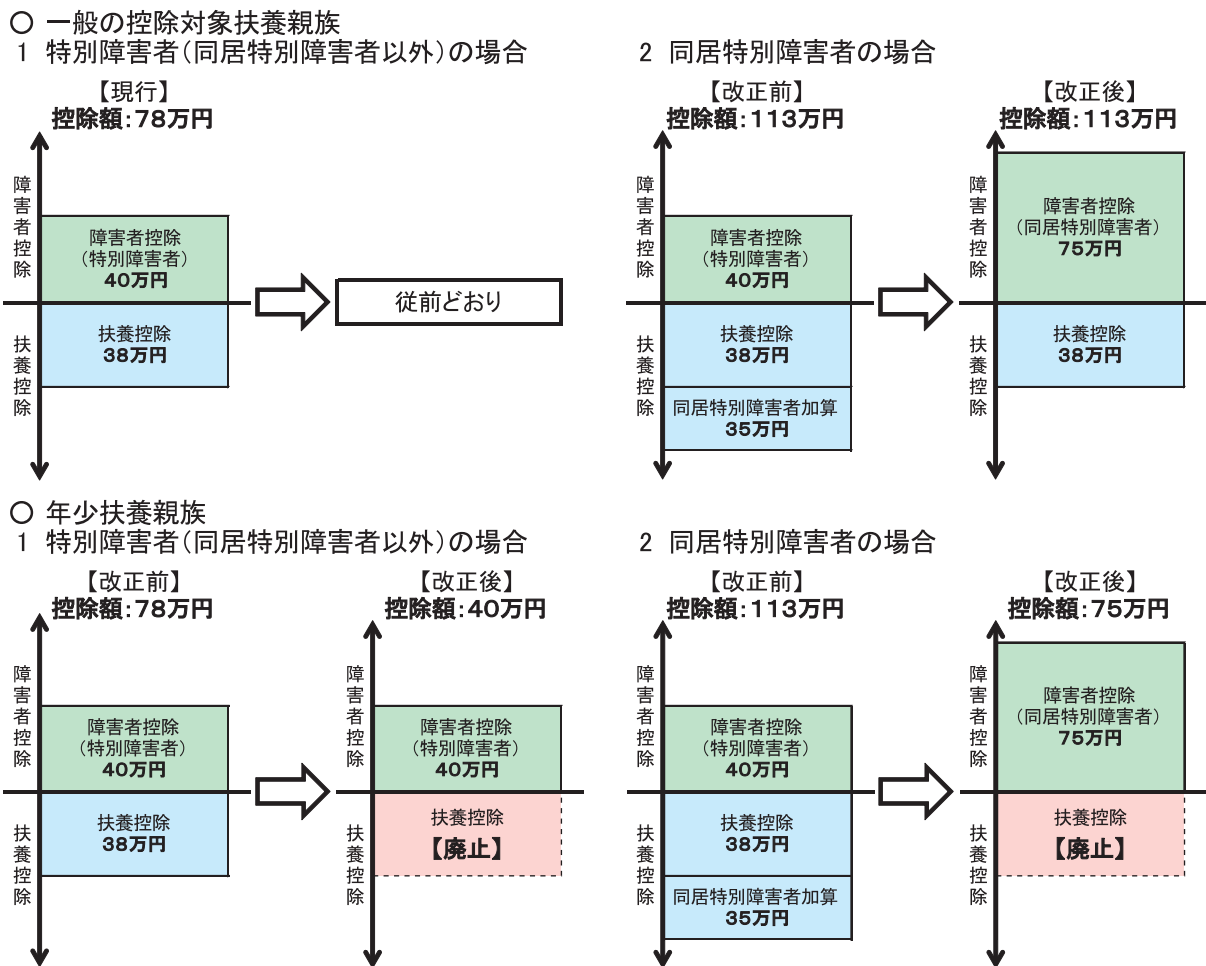 ○ 一般の控除対象扶養親族
1 特別障害者(同居特別障害者以外)の場合
【現行】
控除額:78万円
障害者控除
障害者控除
(特別障害者)
40万円
扶養控除
扶養控除
38万円
従前どおり
2 同居特別障害者の場合
【改正前】
控除額:113万円
障害者控除
障害者控除
(特別障害者)
40万円
扶養控除
扶養控除
38万円
同居特別障害者加算
35万円
【改正後】
控除額:113万円
障害者控除
障害者控除
(同居特別障害者)
75万円
扶養控除
扶養控除
38万円
○ 年少扶養親族
1 特別障害者(同居特別障害者以外)の場合
【改正前】
控除額:78万円
障害者控除
障害者控除
(特別障害者)
40万円
扶養控除
扶養控除
38万円
【改正後】
控除額:40万円
障害者控除
障害者控除
(特別障害者)
40万円
扶養控除
扶養控除
【廃止】
2 同居特別障害者の場合
【改正前】
控除額:113万円
障害者控除
障害者控除
(特別障害者)
40万円
扶養控除
扶養控除
38万円
同居特別障害者加算
35万円
【改正後】
控除額:75万円
障害者控除
障害者控除
(同居特別障害者)
75万円
扶養控除
扶養控除
【廃止】